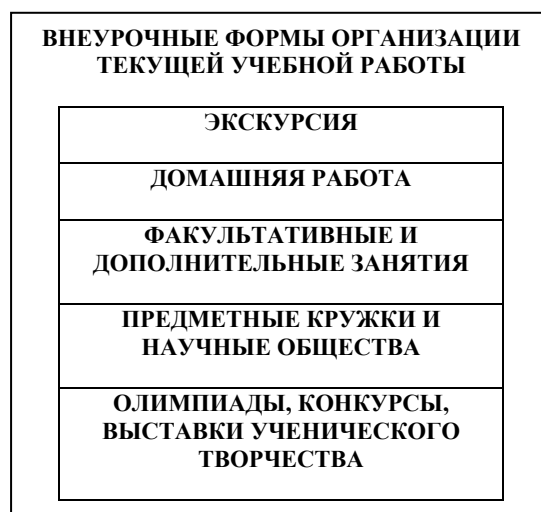 ВНЕУРОЧНЫЕ ФОРМЫ ОРГАНИЗАЦИИ
ТЕКУЩЕЙ УЧЕБНОЙ РАБОТЫ
ЭКСКУРСИЯ
ДОМАШНЯЯ РАБОТА
ФАКУЛЬТАТИВНЫЕ И
ДОПОЛНИТЕЛЬНЫЕ ЗАНЯТИЯ
ПРЕДМЕТНЫЕ КРУЖКИ И
НАУЧНЫЕ ОБЩЕСТВА
ОЛИМПИАДЫ, КОНКУРСЫ,
ВЫСТАВКИ УЧЕНИЧЕСКОГО
ТВОРЧЕСТВА